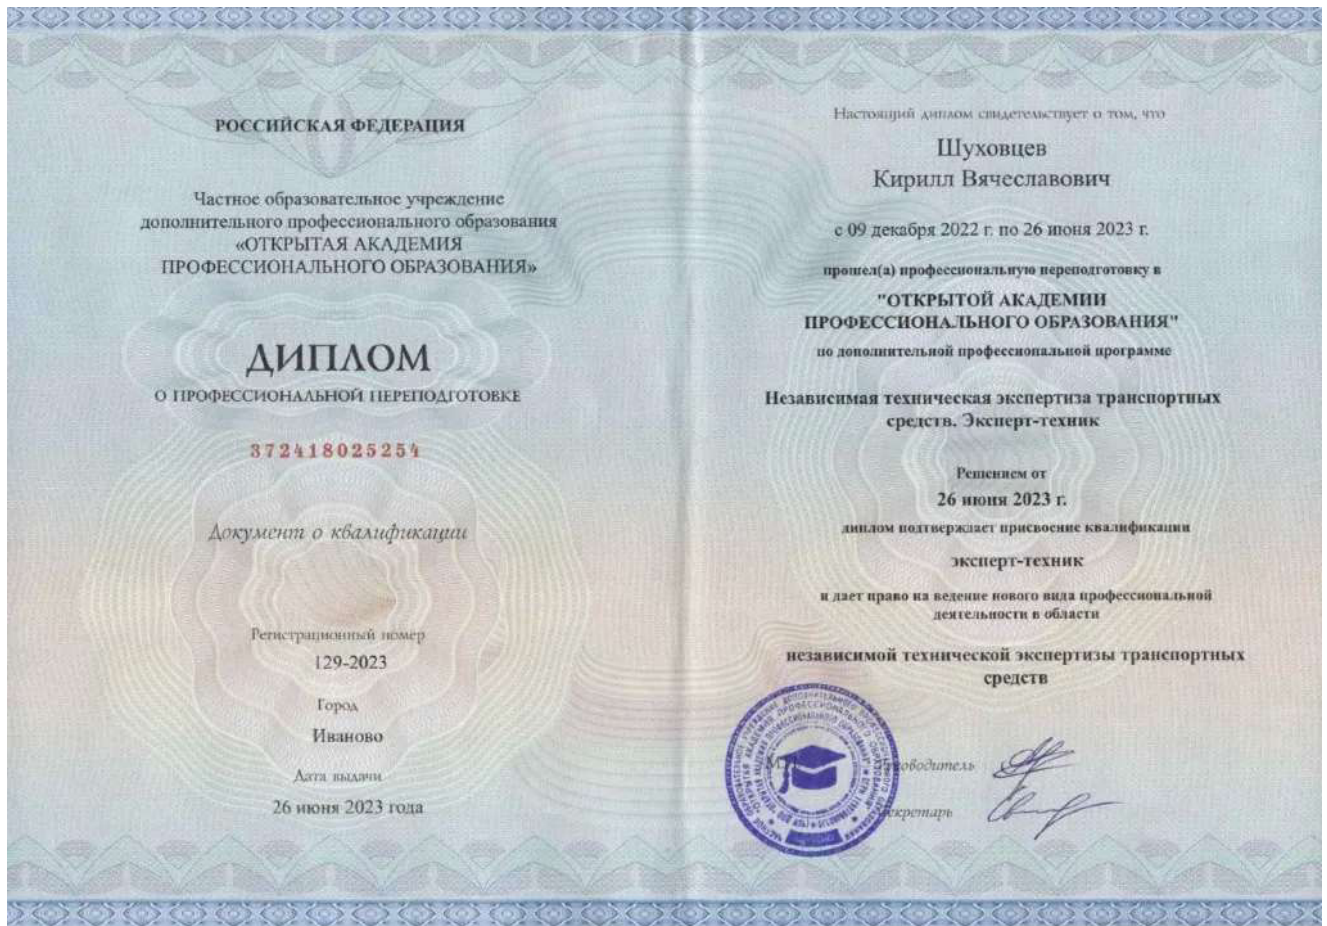 РОССИЙСКАЯ ФЕДЕРАЦИЯ
Частное образовательное учреждение
дополнительного профессионального образования
«ОТКРЫТАЯ АКАДЕМИЯ
ПРОФЕССИОНАЛЬНОГО ОБРАЗОВАНИЯ»
ДИПЛОМ
О ПРОФЕССИОНАЛЬНОЙ ПЕРЕПОДГОТОВКЕ
372418025254
Документ о квалификации
Регистрационный номер
129-2023
Город
Иваново
Дата выдачи
26 июня 2023 года
Настоящий диплом свидетельствует о том, что
Шуховцев
Кирилл Вячеславович
с 09 декабря 2022 г. по 26 июня 2023 г.
прошел(а) профессиональную переподготовку в
"ОТКРЫТОЙ АКАДЕМИИ
ПРОФЕССИОНАЛЬНОГО ОБРАЗОВАНИЯ"
по дополнительной профессиональной программе
Независимая техническая экспертиза транспортных
средств. Эксперт-техник
Решением от
26 июня 2023 г.
диплом подтверждает присвоение квалификации
эксперт-техник
и дает право на ведение нового вида профессиональной
деятельности в области
независимой технической экспертизы транспортных
средств
М.П.
Руководитель
Секретарь